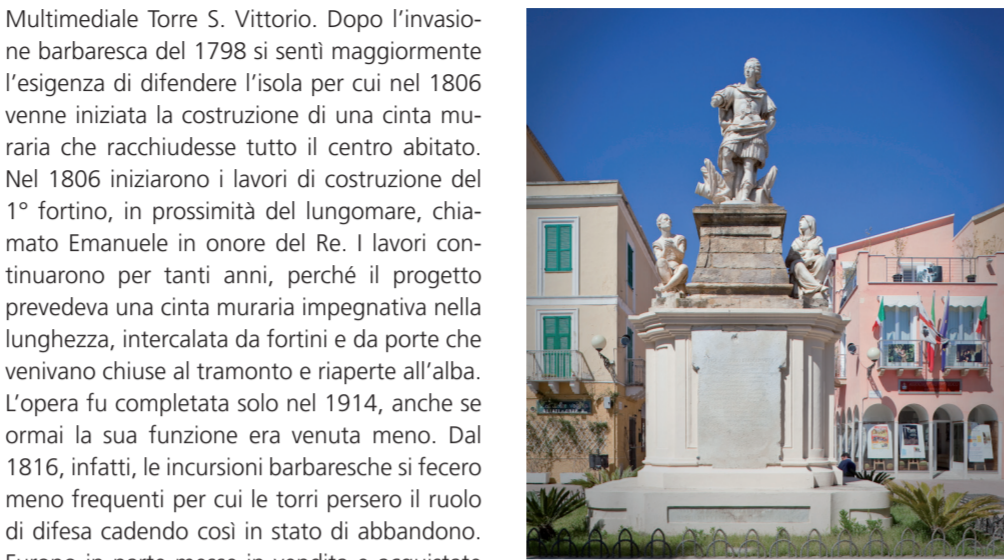 Multimediale Torre S. Vittorio. Dopo l’invasio-
ne barbaresca del 1798 si sentì maggiormente
l’esigenza di difendere l’isola per cui nel 1806
venne iniziata la costruzione di una cinta mu-
raria che racchiudesse tutto il centro abitato.
Nel 1806 iniziarono i lavori di costruzione del
1° fortino, in prossimità del lungomare, chia-
mato Emanuele in onore del Re. I lavori con-
tinuarono per tanti anni, perché il progetto
prevedeva una cinta muraria impegnativa nella
lunghezza, intercalata da fortini e da porte che
venivano chiuse al tramonto e riaperte all’alba.
L’opera fu completata solo nel 1914, anche se
ormai la sua funzione era venuta meno. Dal
1816, infatti, le incursioni barbaresche si fecero
meno frequenti per cui le torri persero il ruolo
di difesa cadendo così in stato di abbandono.